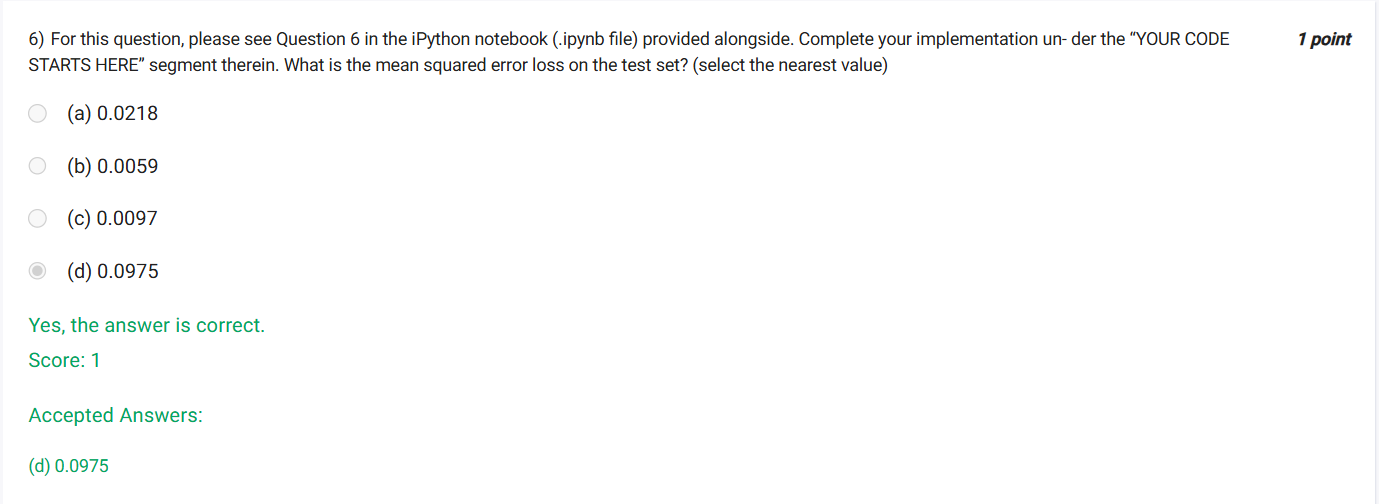 6) For this question, please see Question 6 in the iPython notebook (.ipynb file) provided alongside. Complete your implementation un- der the “YOUR CODE
1 point
STARTS HERE” segment therein. What is the mean squared error loss on the test set? (select the nearest value)
(a) 0.0218
(b) 0.0059
(c) 0.0097
(d) 0.0975
Yes, the answer is correct.
Score: 1
Accepted Answers:
(d) 0.0975